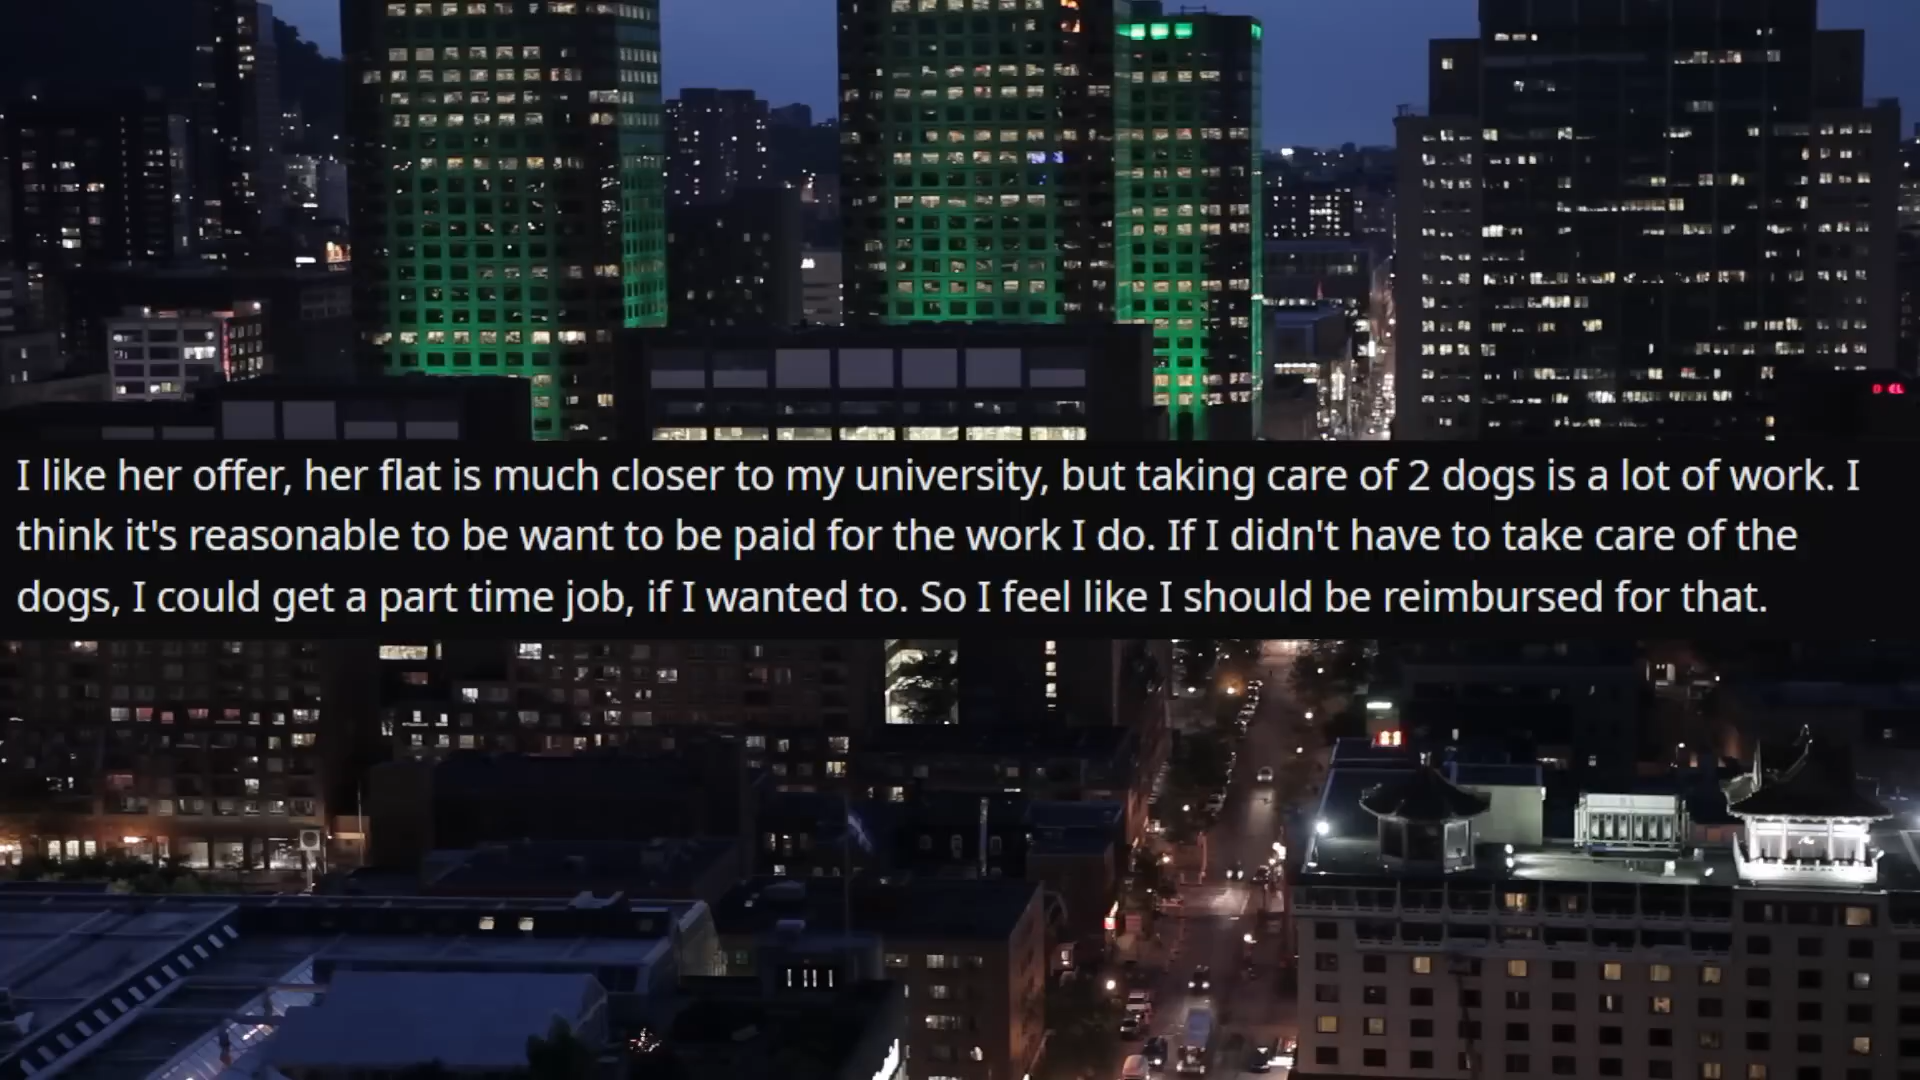 I like her offer, her flat is much closer to my university, but taking care of 2 dogs is a lot of work. I
think it's reasonable to be want to be paid for the work I do. If I didn't have to take care of the
dogs, I could get a part time job, if I wanted to. So I feel like I should be reimbursed for that.